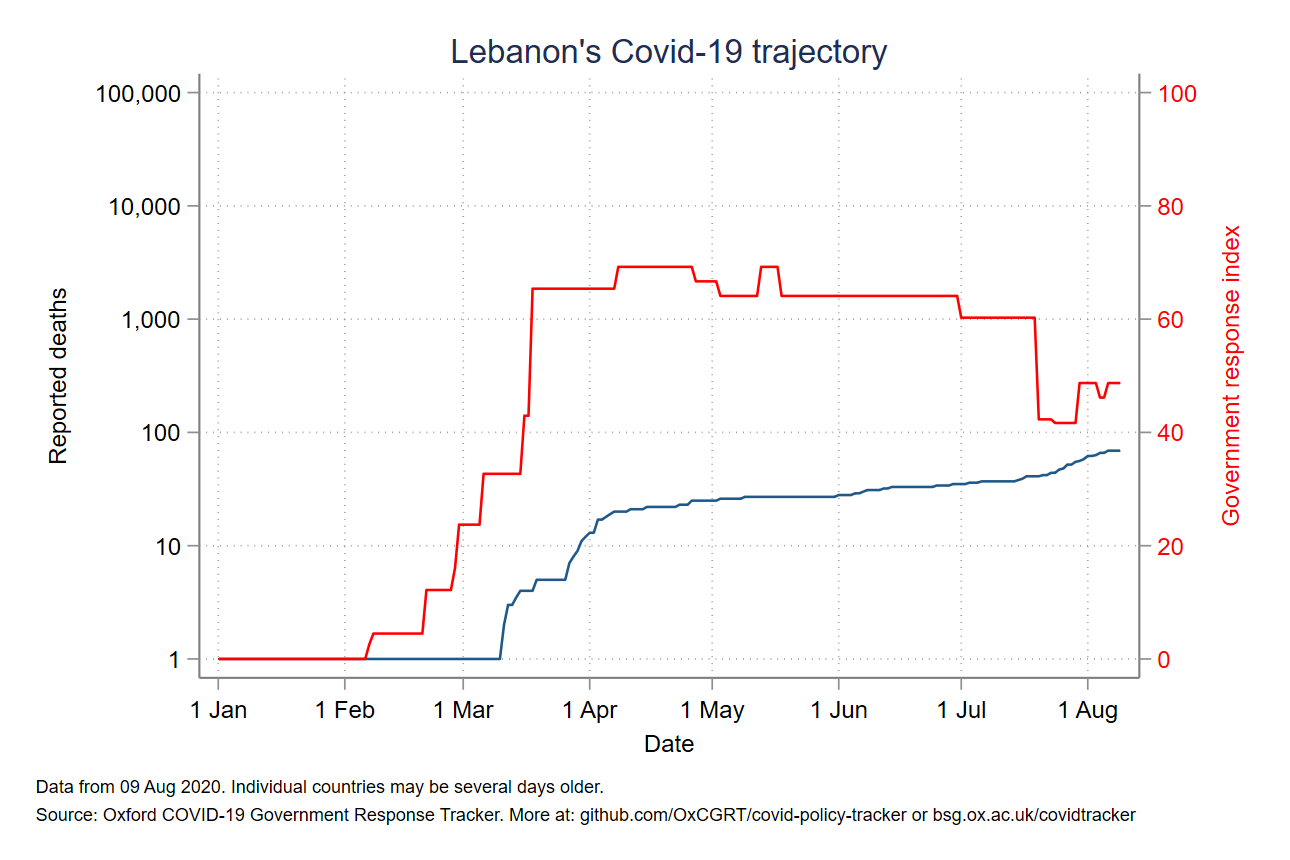 Lebanon's Covid-19 trajectory
100,000
10,000
1,000
100
10
1
Reported deaths
100
80
60
40
20
0
Government response index
1 Jan
1 Feb
1 Mar
1 Apr
1 May
1 Jun
1 Jul
1 Aug
Date
Data from 09 Aug 2020. Individual countries may be several days older.
Source: Oxford COVID-19 Government Response Tracker. More at: github.com/OxCGRT/covid-policy-tracker or bsg.ox.ac.uk/covidtracker